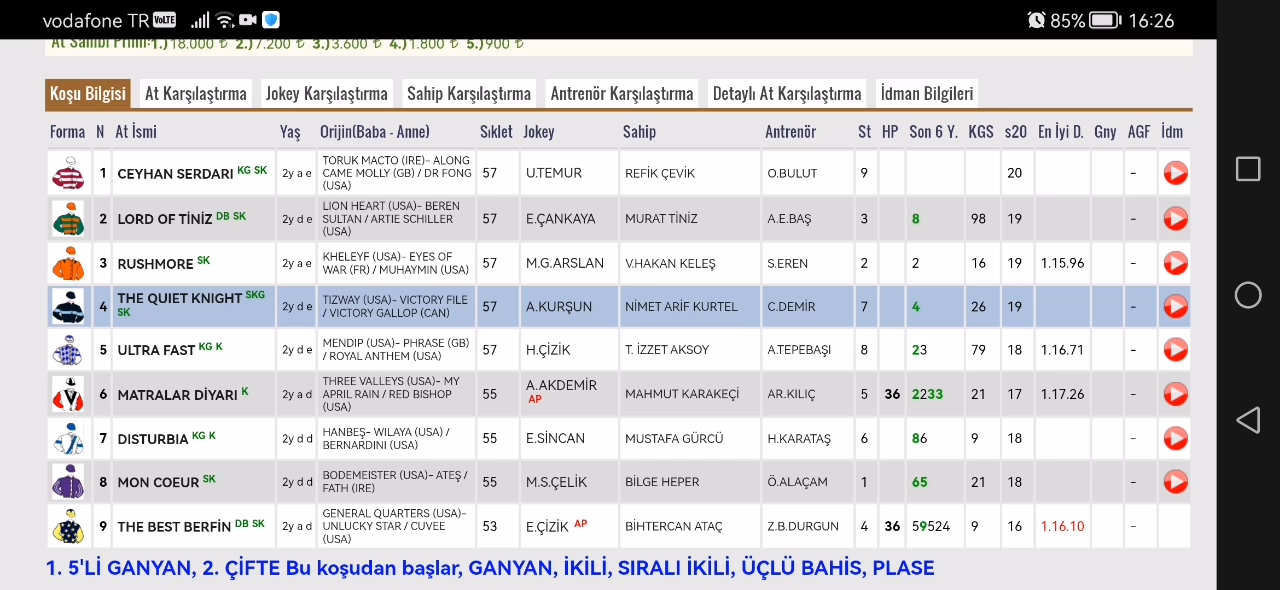 vodafone TR VoLTE 85% 16:26
At Sahibi Primi:1.)18.000 ₺ 2.)7.200 ₺ 3.)3.600 ₺ 4.)1.800 ₺ 5.)900 ₺
Koşu Bilgisi At Karşılaştırma Jokey Karşılaştırma Sahip Karşılaştırma Antrenör Karşılaştırma Detaylı At Karşılaştırma İdman Bilgileri
Forma N At İsmi Yaş Orijin(Baba - Anne) Sıklet Jokey Sahip Antrenör St HP Son 6 Y. KGS s20 En İyi D. Gny AGF İdm
1 CEYHAN SERDARI KG SK 2y a e TORUK MACTO (IRE)- ALONG
CAME MOLLY (GB) / DR FONG
(USA) 57 U.TEMUR REFİK ÇEVİK O.BULUT 9 20 -
2 LORD OF TİNİZ DB SK 2y d e LION HEART (USA)- BEREN
SULTAN / ARTIE SCHILLER
(USA) 57 E.ÇANKAYA MURAT TİNİZ A.E.BAŞ 3 8 98 19 -
3 RUSHMORE SK 2y a e KHELEYF (USA)- EYES OF
WAR (FR) / MUHAYMIN (USA) 57 M.G.ARSLAN V.HAKAN KELEŞ S.EREN 2 2 16 19 1.15.96 -
4 THE QUIET KNIGHT SKG
SK 2y d e TIZWAY (USA)- VICTORY FILE
/ VICTORY GALLOP (CAN) 57 A.KURŞUN NİMET ARİF KURTEL C.DEMİR 7 4 26 19 -
5 ULTRA FAST KG K 2y d e MENDIP (USA)- PHRASE (GB)
/ ROYAL ANTHEM (USA) 57 H.ÇİZİK T. İZZET AKSOY A.TEPEBAŞI 8 23 79 18 1.16.71 -
6 MATRALAR DİYARI K 2y a d THREE VALLEYS (USA)- MY
APRIL RAIN / RED BISHOP
(USA) 55 A.AKDEMİR
AP MAHMUT KARAKEÇİ AR.KILIÇ 5 36 2233 21 17 1.17.26 -
7 DISTURBIA KG K 2y d d HANBEŞ- WILAYA (USA) /
BERNARDINI (USA) 55 E.SİNCAN MUSTAFA GÜRCÜ H.KARATAŞ 6 86 9 18 -
8 MON COEUR SK 2y d d BODEMEISTER (USA)- ATEŞ /
FATH (IRE) 55 M.S.ÇELİK BİLGE HEPER Ö.ALAÇAM 1 65 21 18 -
9 THE BEST BERFİN DB SK 2y a d GENERAL QUARTERS (USA)-
UNLUCKY STAR / CUVEE
(USA) 53 E.ÇİZİK AP BİHTERCAN ATAÇ Z.B.DURGUN 4 36 59524 9 16 1.16.10 -
1. 5'Lİ GANYAN, 2. ÇİFTE Bu koşudan başlar, GANYAN, İKİLİ, SIRALI İKİLİ, ÜÇLÜ BAHİS, PLASE